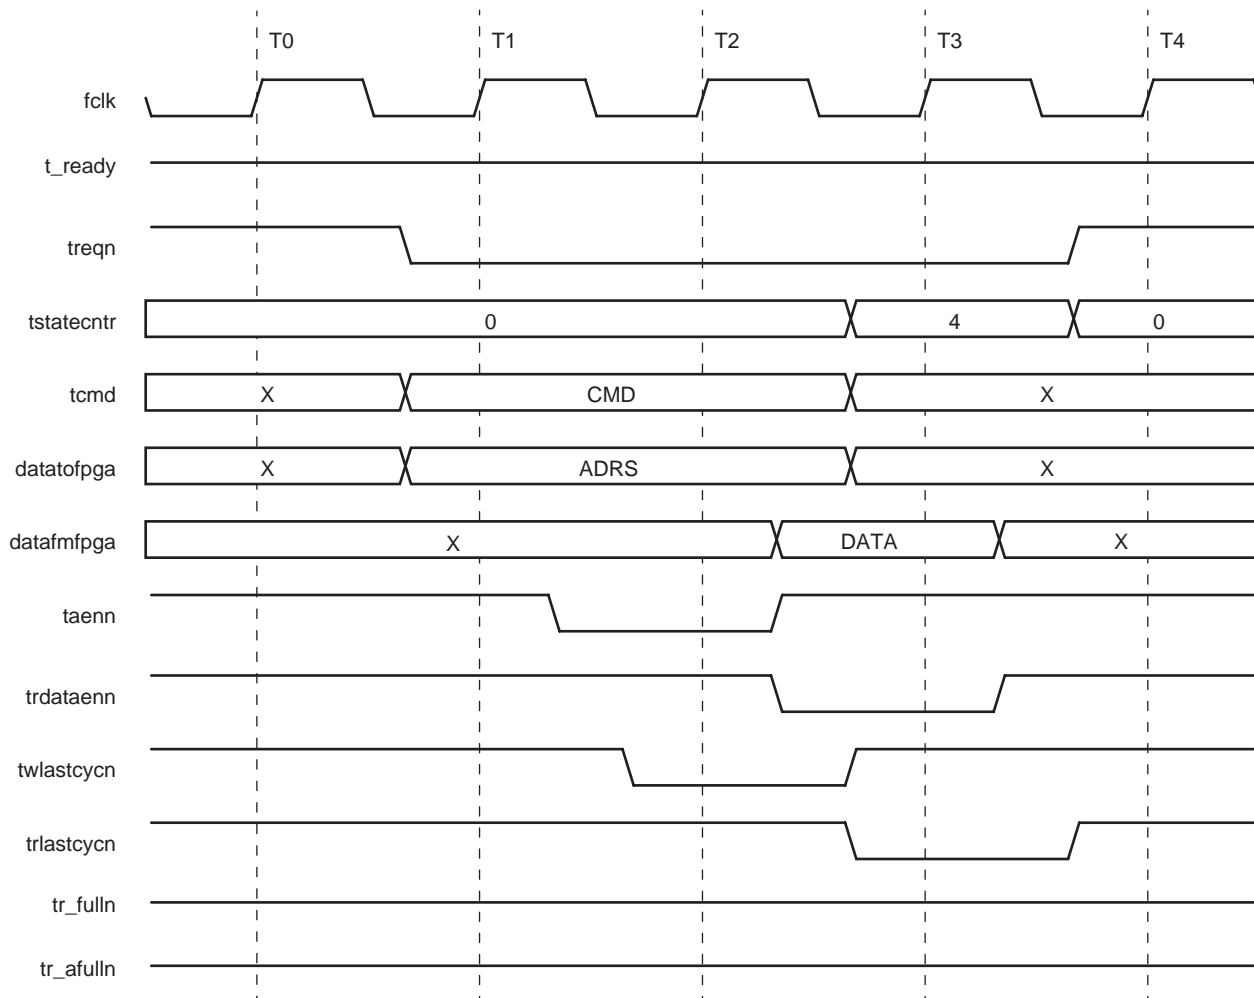 T0 T1 T2 T3 T4
fclk
t_ready
treqn
tstatecntr 0 4 0
tcmd X CMD X
datatofpga X ADRS X
datafmfpga X DATA X
taenn
trdataenn
twlastcycn
trlastcycn
tr_fulln
tr_afulln